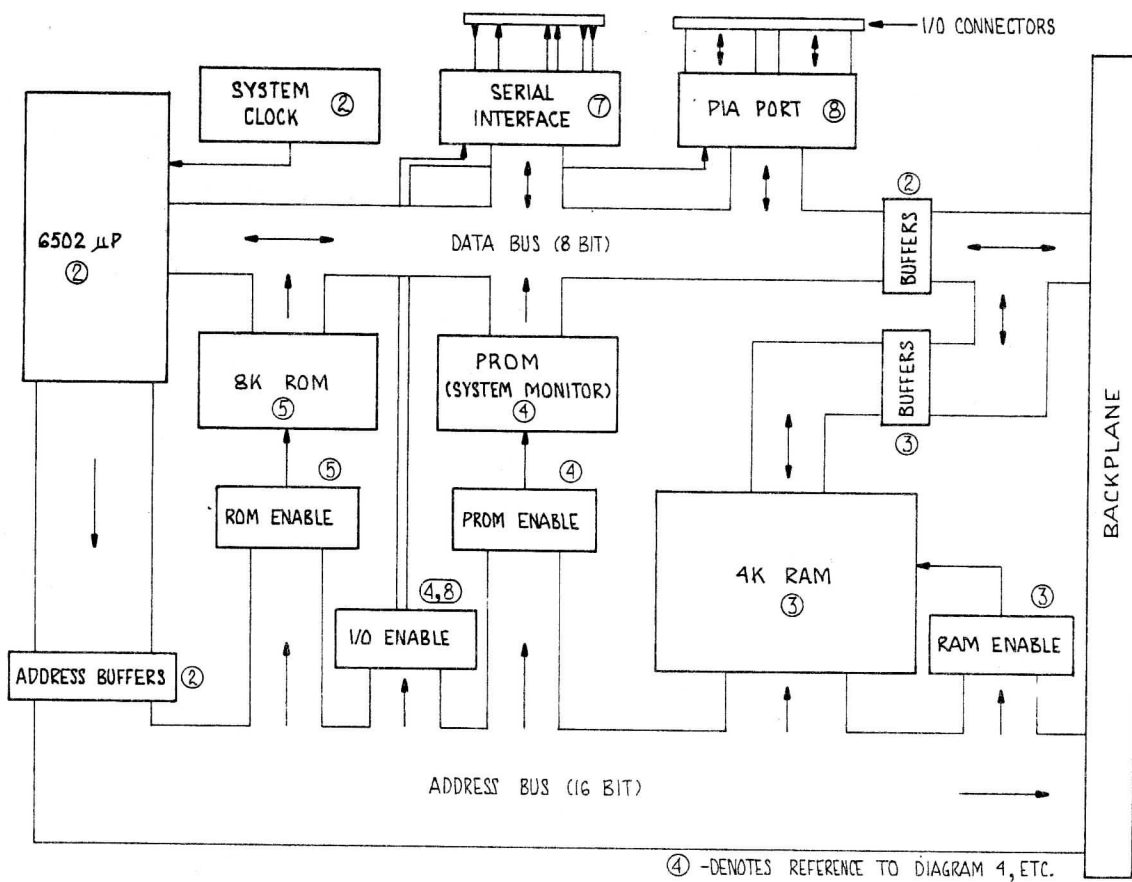 I/O CONNECTORS
SYSTEM
CLOCK
②
SERIAL
INTERFACE
⑦
PIA PORT
⑧
6502 μP
②
DATA BUS (8 BIT)
②
BUFFERS
8K ROM
⑤
PROM
(SYSTEM MONITOR)
④
BUFFERS
③
BACKPLANE
⑤
ROM ENABLE
④
PROM ENABLE
4K RAM
③
4,8
I/O ENABLE
③
RAM ENABLE
ADDRESS BUFFERS
②
ADDRESS BUS (16 BIT)
④ -DENOTES REFERENCE TO DIAGRAM 4, ETC.